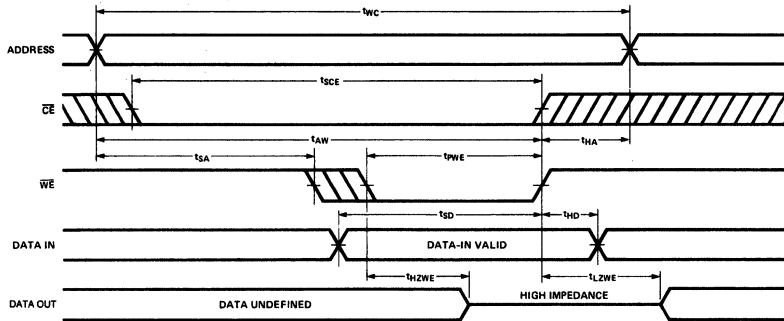 tWC
ADDRESS
tSCE
CE
tAW
tHA
tSA
tPWE
WE
tSD
tHD
DATA IN
DATA-IN VALID
tHZWE
tLZWE
DATA OUT
DATA UNDEFINED
HIGH IMPEDANCE